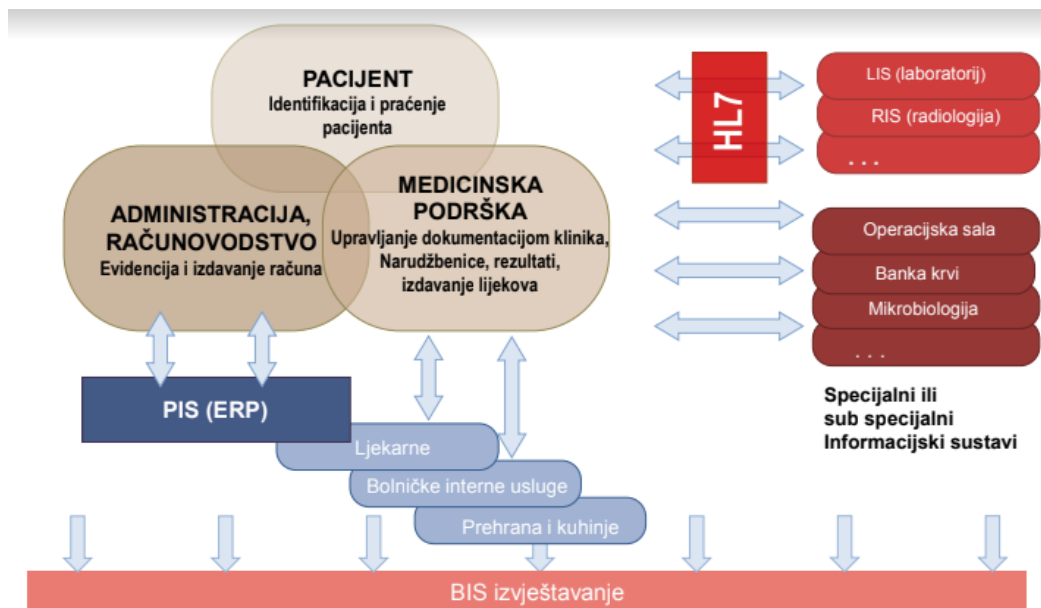 PACIJENT
Identifikacija i praćenje
pacijenta
ADMINISTRACIJA,
RAČUNOVODSTVO
Evidencija i izdavanje računa
MEDICINSKA
PODRŠKA
Upravljanje dokumentacijom klinika,
Narudžbenice, rezultati,
izdavanje lijekova
HL7
LIS (laboratorij)
RIS (radiologija)
. . .
Operacijska sala
Banka krvi
Mikrobiologija
. . .
Specijalni ili
sub specijalni
Informacijski sustavi
PIS (ERP)
Ljekarne
Bolničke interne usluge
Prehrana i kuhinje
BIS izvještavanje